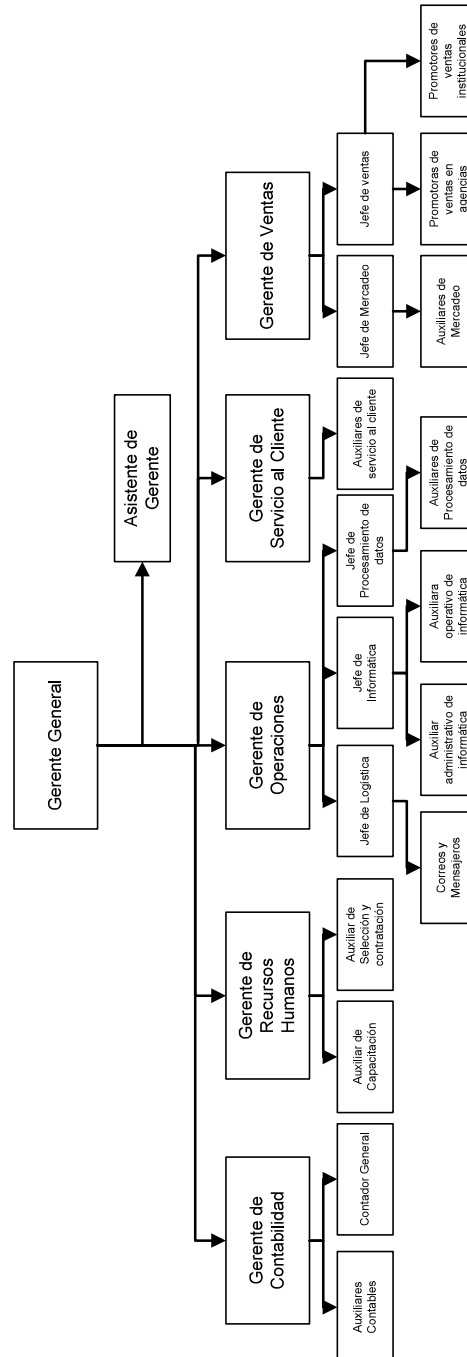 Gerente General
Asistente de
Gerente
Gerente de
Contabilidad
Gerente de
Recursos
Humanos
Gerente de
Operaciones
Gerente de
Servicio al Cliente
Gerente de Ventas
Auxiliares
Contables
Contador General
Auxiliar de
Capacitación
Auxiliar de
Selección y
contratación
Jefe de Logística
Jefe de
Informática
Jefe de
Procesamiento de
datos
Auxiliares de
servicio al cliente
Jefe de Mercadeo
Jefe de ventas
Correos y
Mensajeros
Auxiliar
administrativo de
informática
Auxiliara
operativo de
informática
Auxiliares de
Procesamiento de
datos
Auxiliares de
Mercadeo
Promotoras de
ventas en
agencias
Promotores de
ventas
institucionales